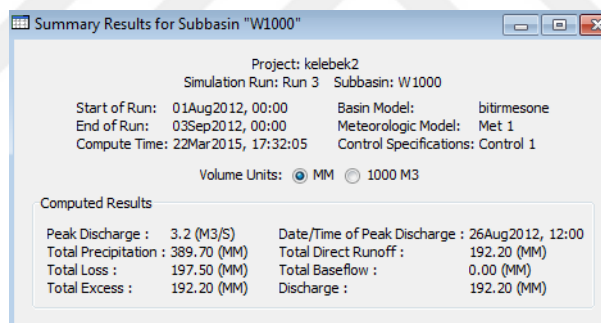 Summary Results for Subbasin "W1000"
Project: kelebek2
Simulation Run: Run 3 Subbasin: W1000
Start of Run: 01Aug2012, 00:00 Basin Model: bitirmesone
End of Run: 03Sep2012, 00:00 Meteorologic Model: Met 1
Compute Time: 22Mar2015, 17:32:05 Control Specifications: Control 1
Volume Units: MM 1000 M3
Computed Results
Peak Discharge : 3.2 (M3/S) Date/Time of Peak Discharge : 26Aug2012, 12:00
Total Precipitation : 389.70 (MM) Total Direct Runoff : 192.20 (MM)
Total Loss : 197.50 (MM) Total Baseflow : 0.00 (MM)
Total Excess : 192.20 (MM) Discharge : 192.20 (MM)